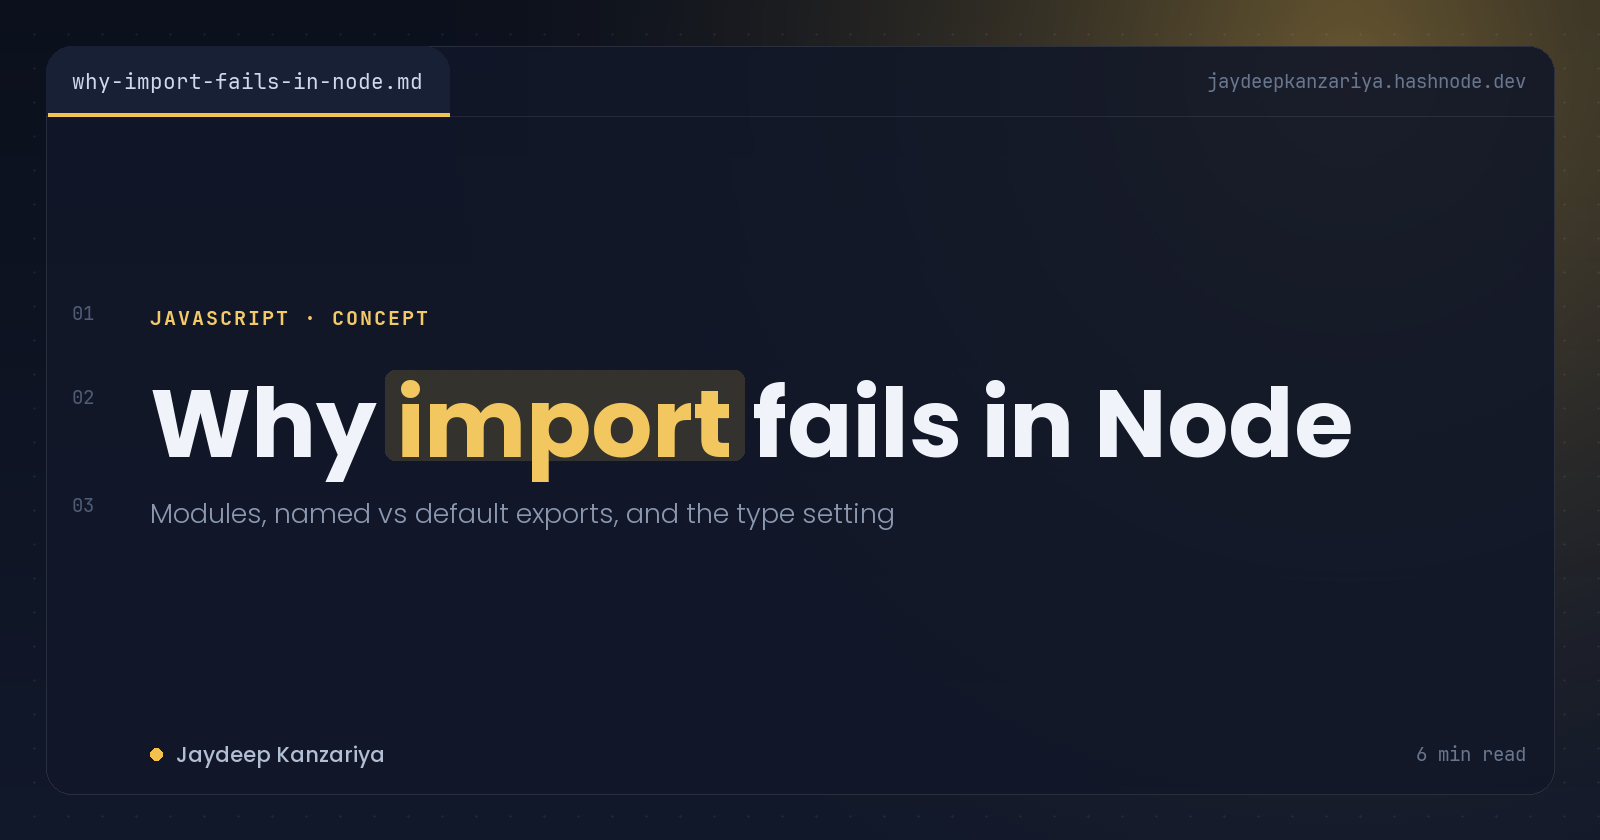 why-import-fails-in-node.md
jaydeepkanzariya.hashnode.dev
01
JAVASCRIPT · CONCEPT
02
Why import fails in Node
03
Modules, named vs default exports, and the type setting
Jaydeep Kanzariya
6 min read